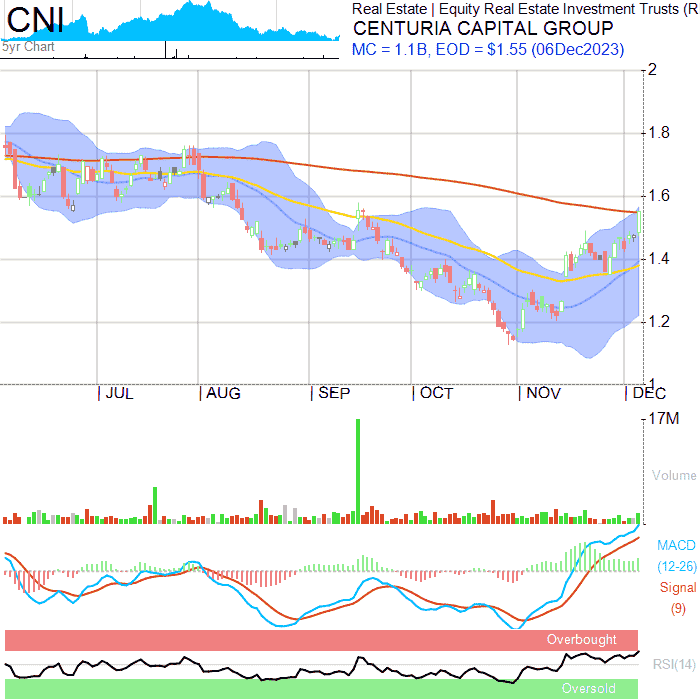 CNI
5yr Chart
Real Estate | Equity Real Estate Investment Trusts (R
CENTURIA CAPITAL GROUP
MC = 1.1B, EOD = $1.55 (06Dec2023)
2
1.8
1.6
1.4
1.2
1
JUL AUG SEP OCT NOV DEC
17M
Volume
MACD
(12-26)
Signal
(9)
Overbought
RSI(14)
Oversold